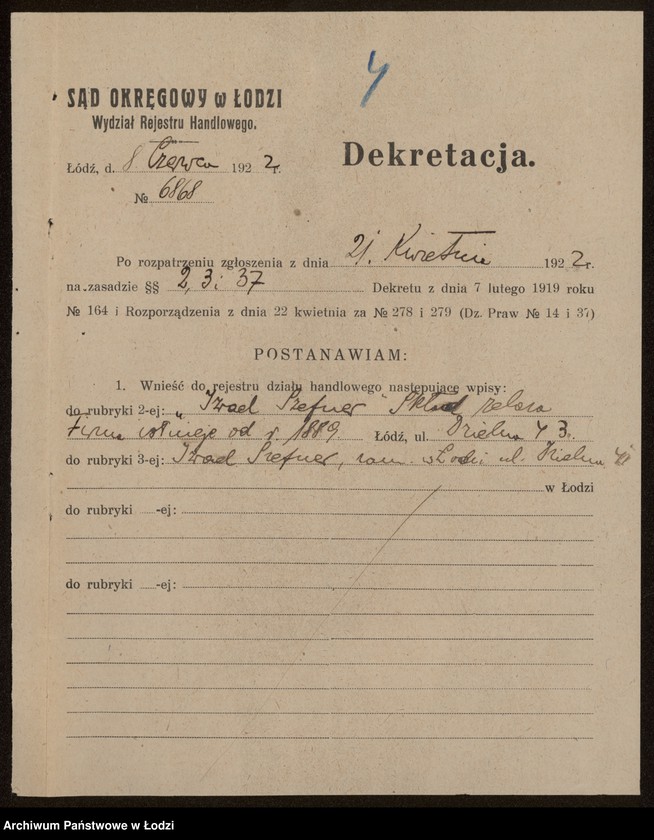 4
SĄD OKRĘGOWY w ŁODZI
Wydział Rejestru Handlowego.
Dekretacja.
Łódź, d. 8 Czerwca 1922 r.
№ 6868
Po rozpatrzeniu zgłoszenia z dnia 21. Kwietnia 1922 r.
na zasadzie §§ 2, 3 i 37 Dekretu z dnia 7 lutego 1919 roku
№ 164 i Rozporządzenia z dnia 22 kwietnia za № 278 i 279 (Dz. Praw № 14 i 37)
POSTANAWIAM:
1. Wnieść do rejestru działu handlowego następujące wpisy:
do rubryki 2-ej: „Izrael Szefner" Skład żelaza
Firma istnieje od r. 1889 Łódź, ul. Dzielna 43.
do rubryki 3-ej: Izrael Szefner, zam. w Łodzi ul. Dzielna
w Łodzi
do rubryki -ej:
do rubryki -ej:
Archiwum Państwowe w Łodzi